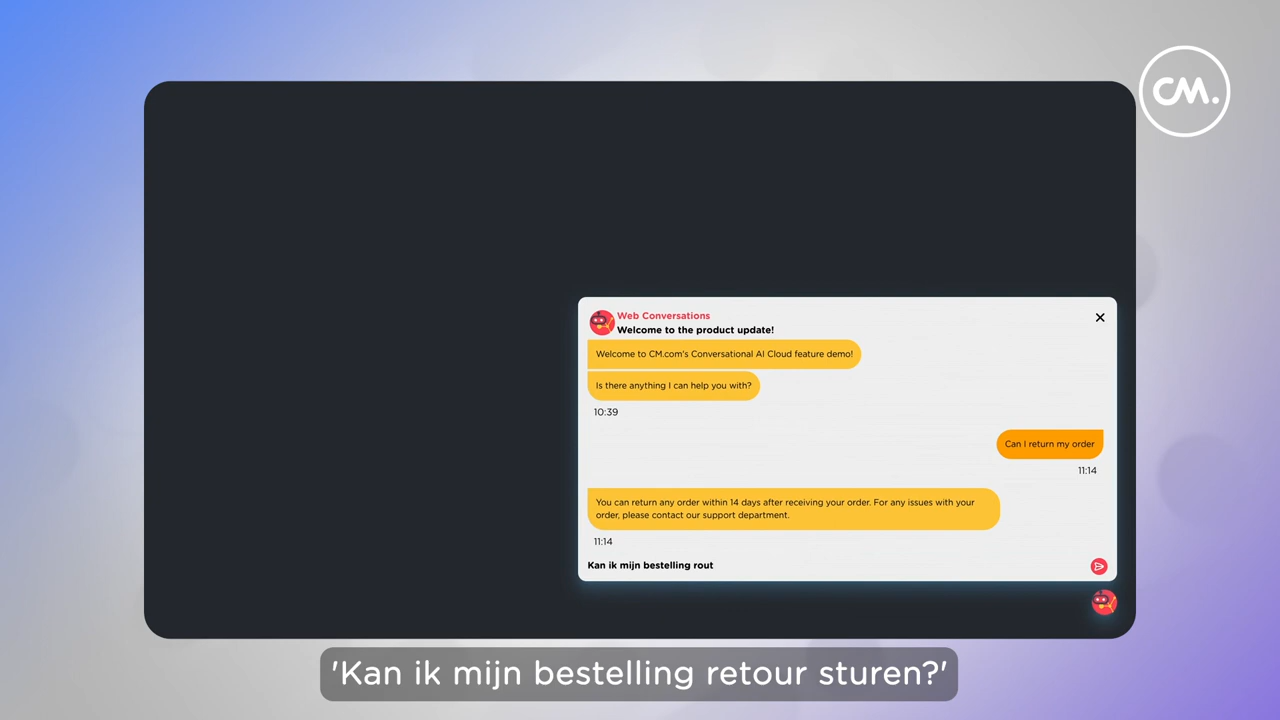 CM.
Web Conversations
Welcome to the product update!
Welcome to CM.com's Conversational AI Cloud feature demo!
Is there anything I can help you with?
10:39
Can I return my order
11:14
You can return any order within 14 days after receiving your order. For any issues with your
order, please contact our support department.
11:14
Kan ik mijn bestelling rout
'Kan ik mijn bestelling retour sturen?'